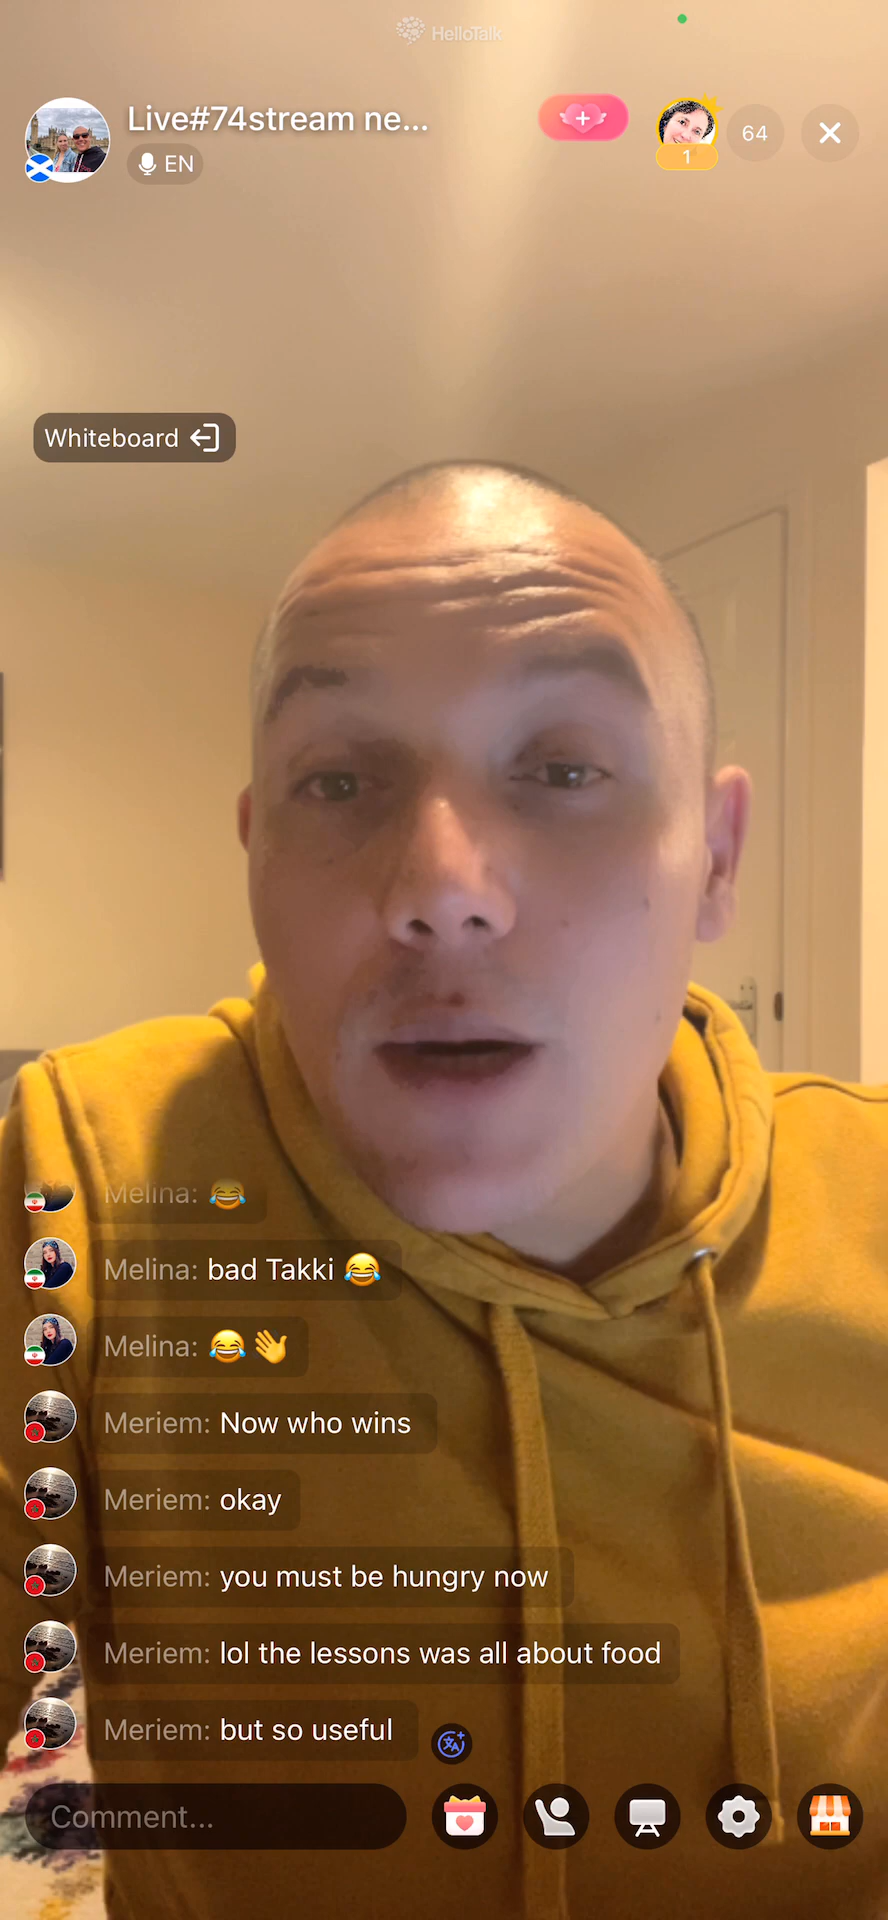 HelloTalk
Live#74stream ne...
EN
1
64
Whiteboard
Melina: 😂
Melina: bad Takki 😂
Melina: 😂👋
Meriem: Now who wins
Meriem: okay
Meriem: you must be hungry now
Meriem: lol the lessons was all about food
Meriem: but so useful
Comment...